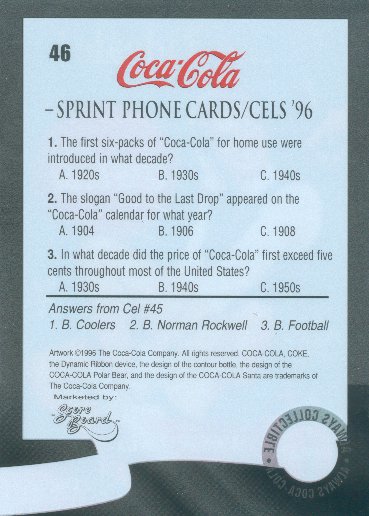 46
Coca-Cola
– SPRINT PHONE CARDS/CELS '96
1. The first six-packs of "Coca-Cola" for home use were
introduced in what decade?
A. 1920s B. 1930s C. 1940s
2. The slogan "Good to the Last Drop" appeared on the
"Coca-Cola" calendar for what year?
A. 1904 B. 1906 C. 1908
3. In what decade did the price of "Coca-Cola" first exceed five
cents throughout most of the United States?
A. 1930s B. 1940s C. 1950s
Answers from Cel #45
1. B. Coolers 2. B. Norman Rockwell 3. B. Football
Artwork ©1996 The Coca-Cola Company. All rights reserved. COCA-COLA, COKE,
the Dynamic Ribbon device, the design of the contour bottle, the design of the
COCA-COLA Polar Bear, and the design of the COCA-COLA Santa are trademarks of
The Coca-Cola Company.
Marketed by:
Score
Board
ALWAYS COLLECTIBLE • ALWAYS COCA-COLA •